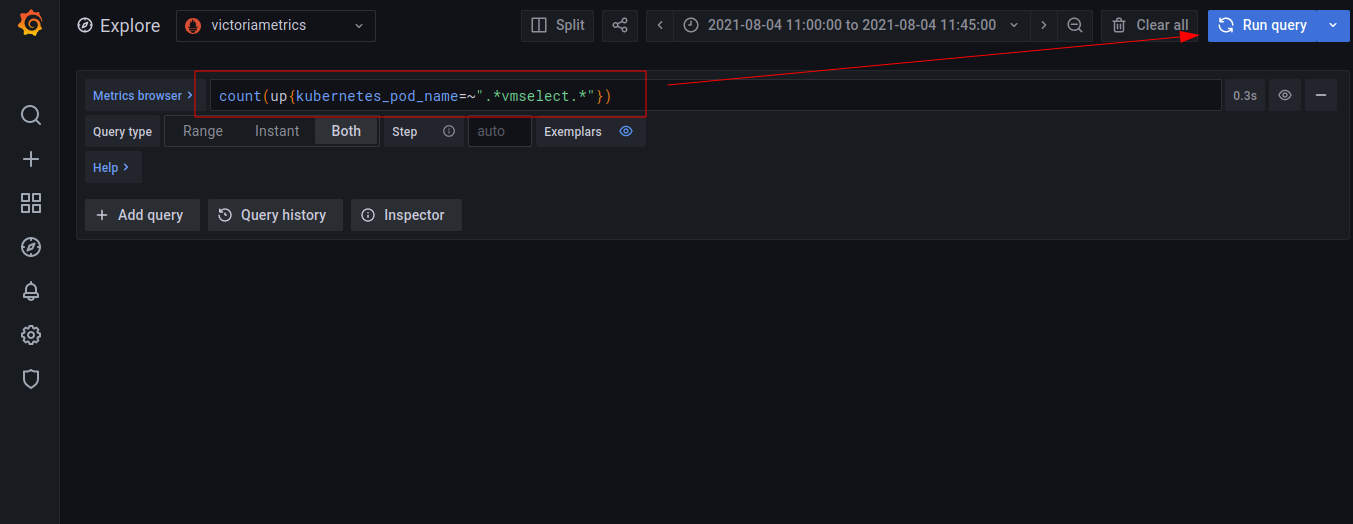 Explore victoriametrics Split 2021-08-04 11:00:00 to 2021-08-04 11:45:00 Clear all Run query
Metrics browser > count(up{kubernetes_pod_name=~".*vmselect.*"}) 0.3s
Query type Range Instant Both Step auto Exemplars
Help >
+ Add query Query history Inspector